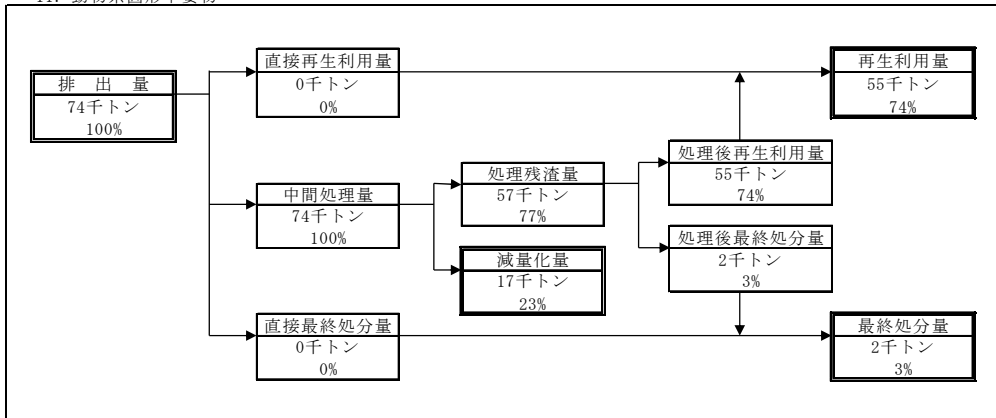 排出量
74千トン
100%
直接再生利用量
0千トン
0%
再生利用量
55千トン
74%
中間処理量
74千トン
100%
処理残渣量
57千トン
77%
処理後再生利用量
55千トン
74%
減量化量
17千トン
23%
処理後最終処分量
2千トン
3%
直接最終処分量
0千トン
0%
最終処分量
2千トン
3%